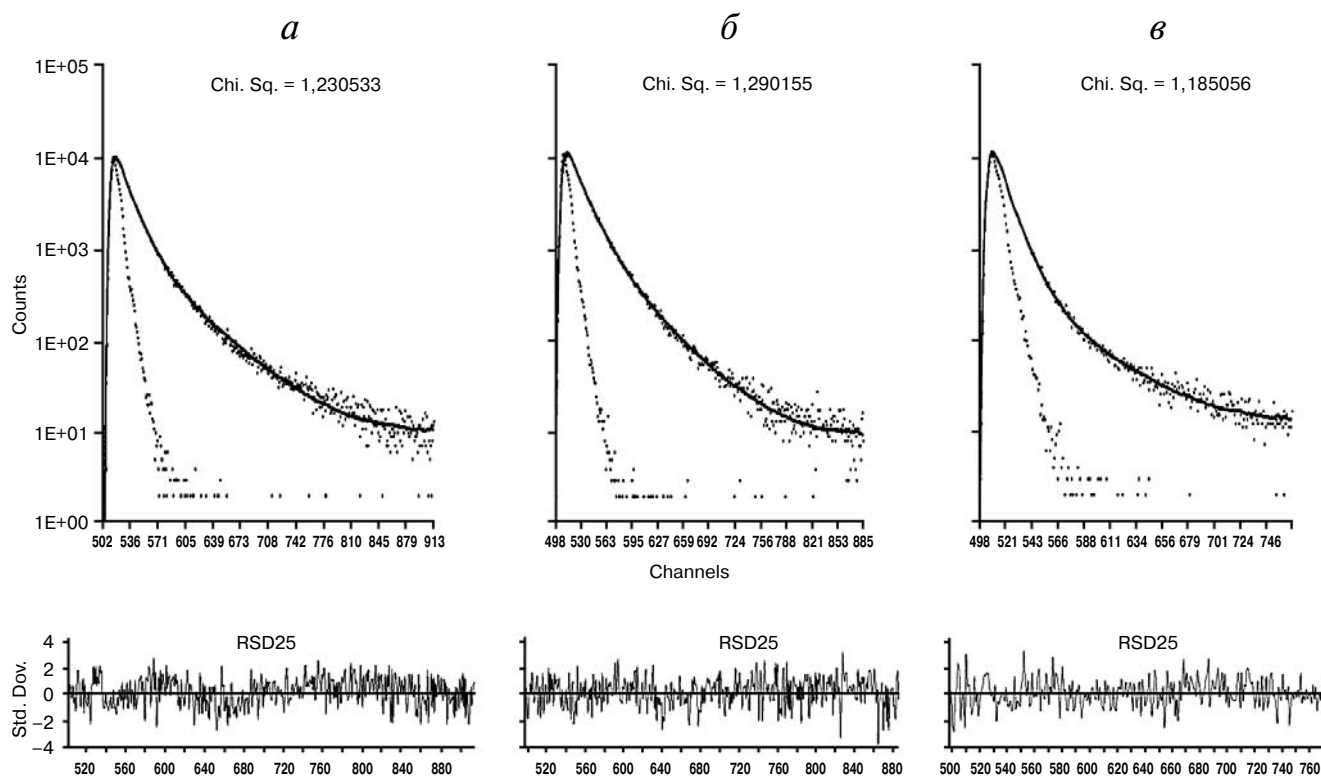 а б в
1E+05
Chi. Sq. = 1,230533 Chi. Sq. = 1,290155 Chi. Sq. = 1,185056
1E+04
1E+03
Counts
1E+02
1E+01
1E+00
502 536 571 605 639 673 708 742 776 810 845 879 913
498 530 563 595 627 659 692 724 756 788 821 853 885
498 521 543 566 588 611 634 656 679 701 724 746
Channels
RSD25 RSD25 RSD25
4
2
0
−2
−4
Std. Dov.
520 560 600 640 680 720 760 800 840 880
520 560 600 640 680 720 760 800 840 880
500 520 540 560 580 600 620 640 660 680 700 720 740 760